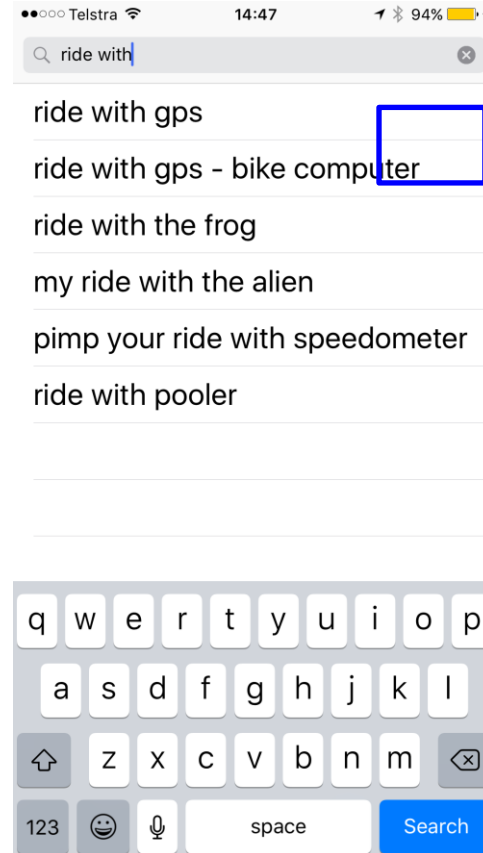 Telstra 14:47 94%
ride with
ride with gps
ride with gps - bike computer
ride with the frog
my ride with the alien
pimp your ride with speedometer
ride with pooler
q w e r t y u i o p
a s d f g h j k l
z x c v b n m
123 space Search